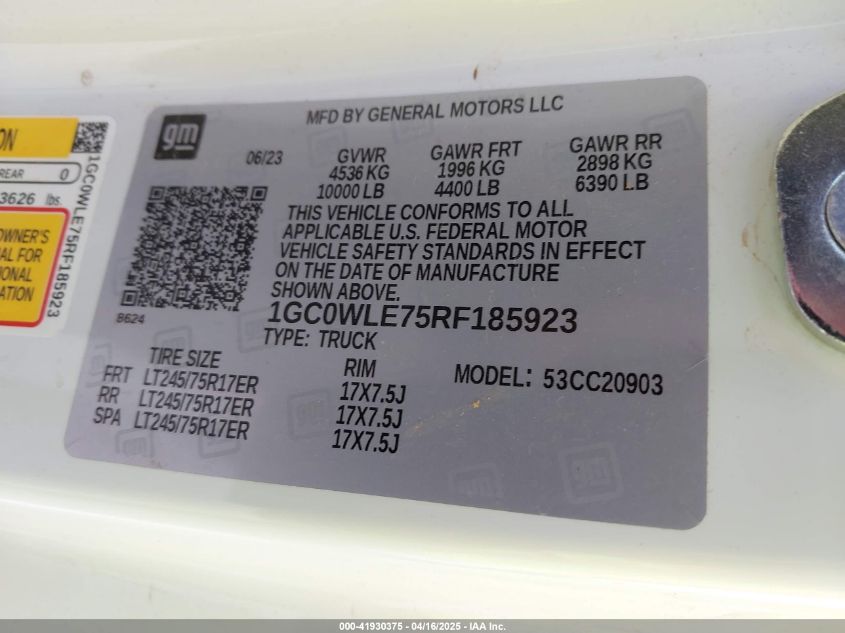 ON
REAR 0
3626 lbs.
OWNER'S
AL FOR
IONAL
ATION
1GC0WLE75RF185923
gm
MFD BY GENERAL MOTORS LLC
06/23 GVWR GAWR FRT GAWR RR
4536 KG 1996 KG 2898 KG
10000 LB 4400 LB 6390 LB
THIS VEHICLE CONFORMS TO ALL
APPLICABLE U.S. FEDERAL MOTOR
VEHICLE SAFETY STANDARDS IN EFFECT
ON THE DATE OF MANUFACTURE
SHOWN ABOVE.
8624
1GC0WLE75RF185923
TYPE: TRUCK
TIRE SIZE RIM MODEL: 53CC20903
FRT LT245/75R17ER 17X7.5J
RR LT245/75R17ER 17X7.5J
SPA LT245/75R17ER 17X7.5J
000-41930375 - 04/16/2025 - IAA Inc.